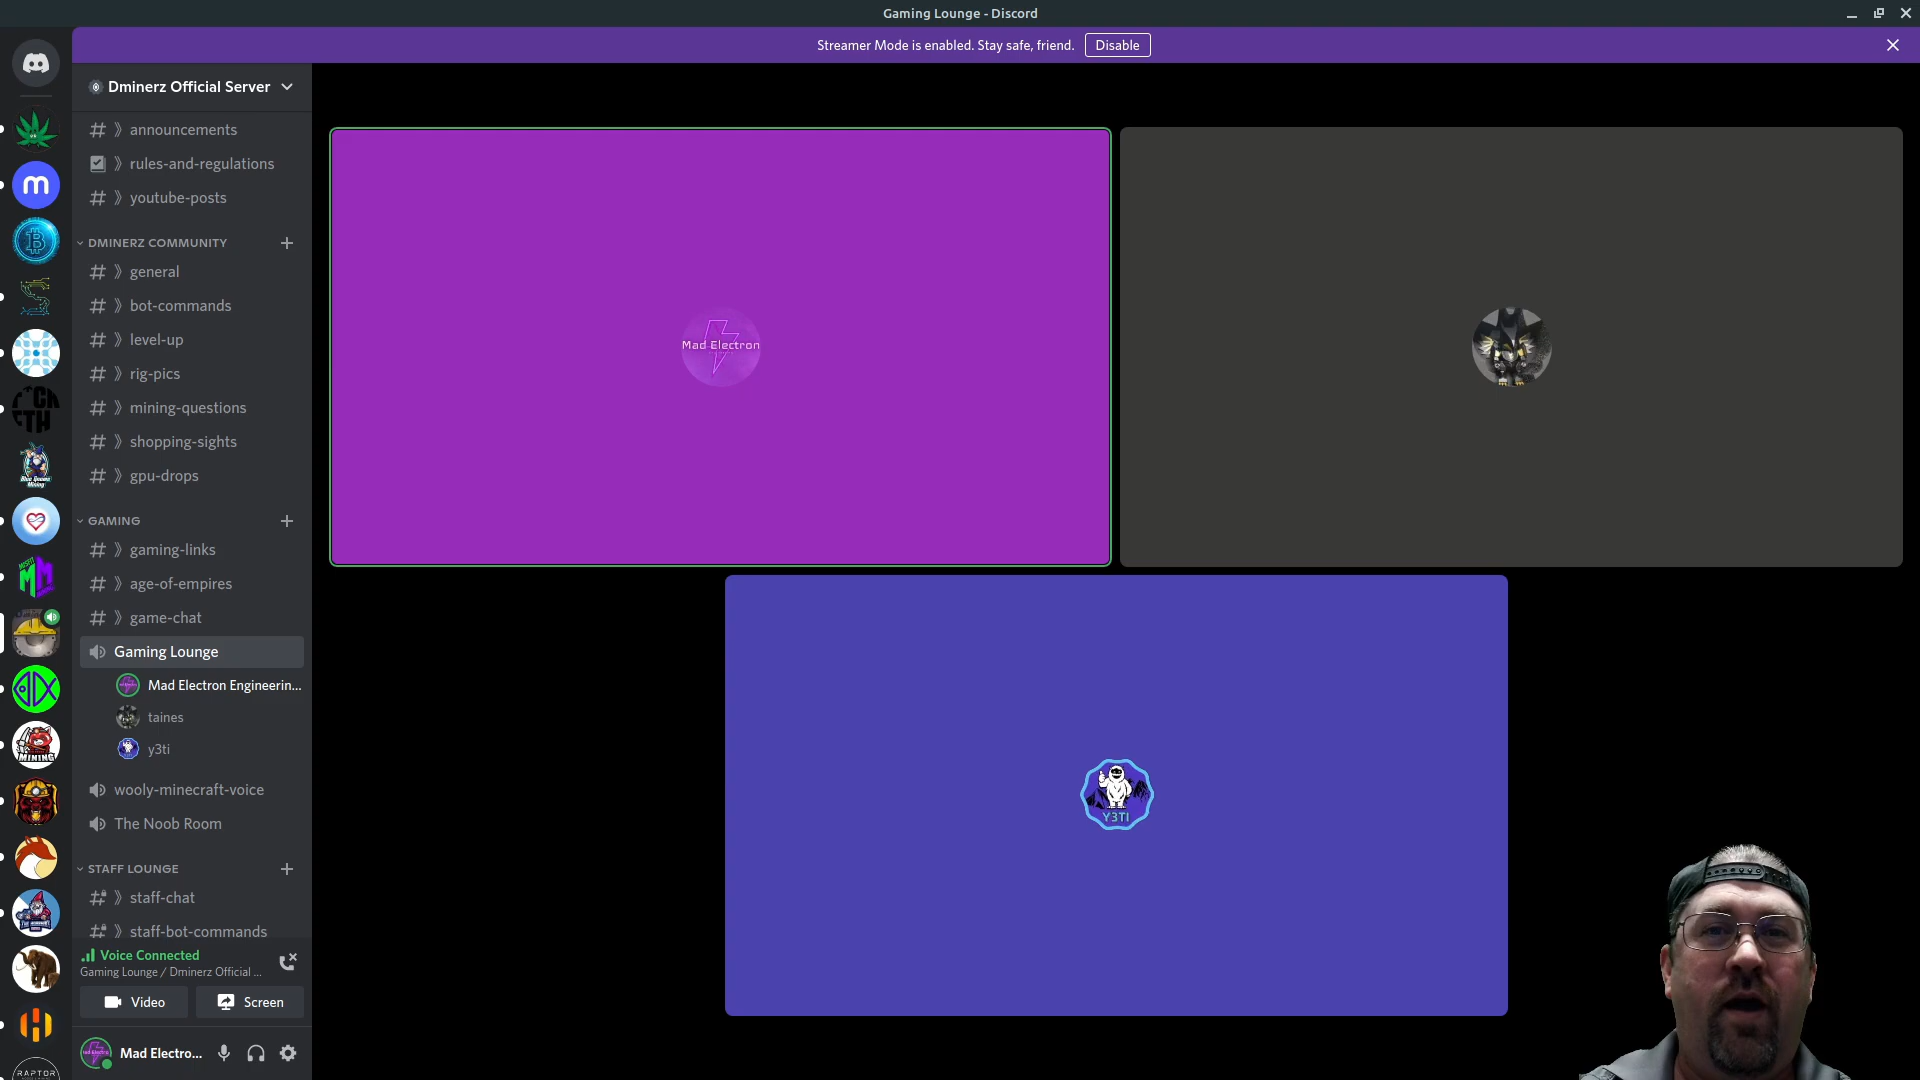 Gaming Lounge - Discord
Streamer Mode is enabled. Stay safe, friend.
Disable
Dminerz Official Server
announcements
rules-and-regulations
youtube-posts
DMINERZ COMMUNITY
general
bot-commands
level-up
rig-pics
mining-questions
shopping-sights
gpu-drops
GAMING
gaming-links
age-of-empires
game-chat
Gaming Lounge
Mad Electron Engineerin...
taines
y3ti
wooly-minecraft-voice
The Noob Room
STAFF LOUNGE
staff-chat
staff-bot-commands
Voice Connected
Gaming Lounge / Dminerz Official ...
Video
Screen
Mad Electro...
Mad Electron
Y3TI
m
MINING
RAPTOR